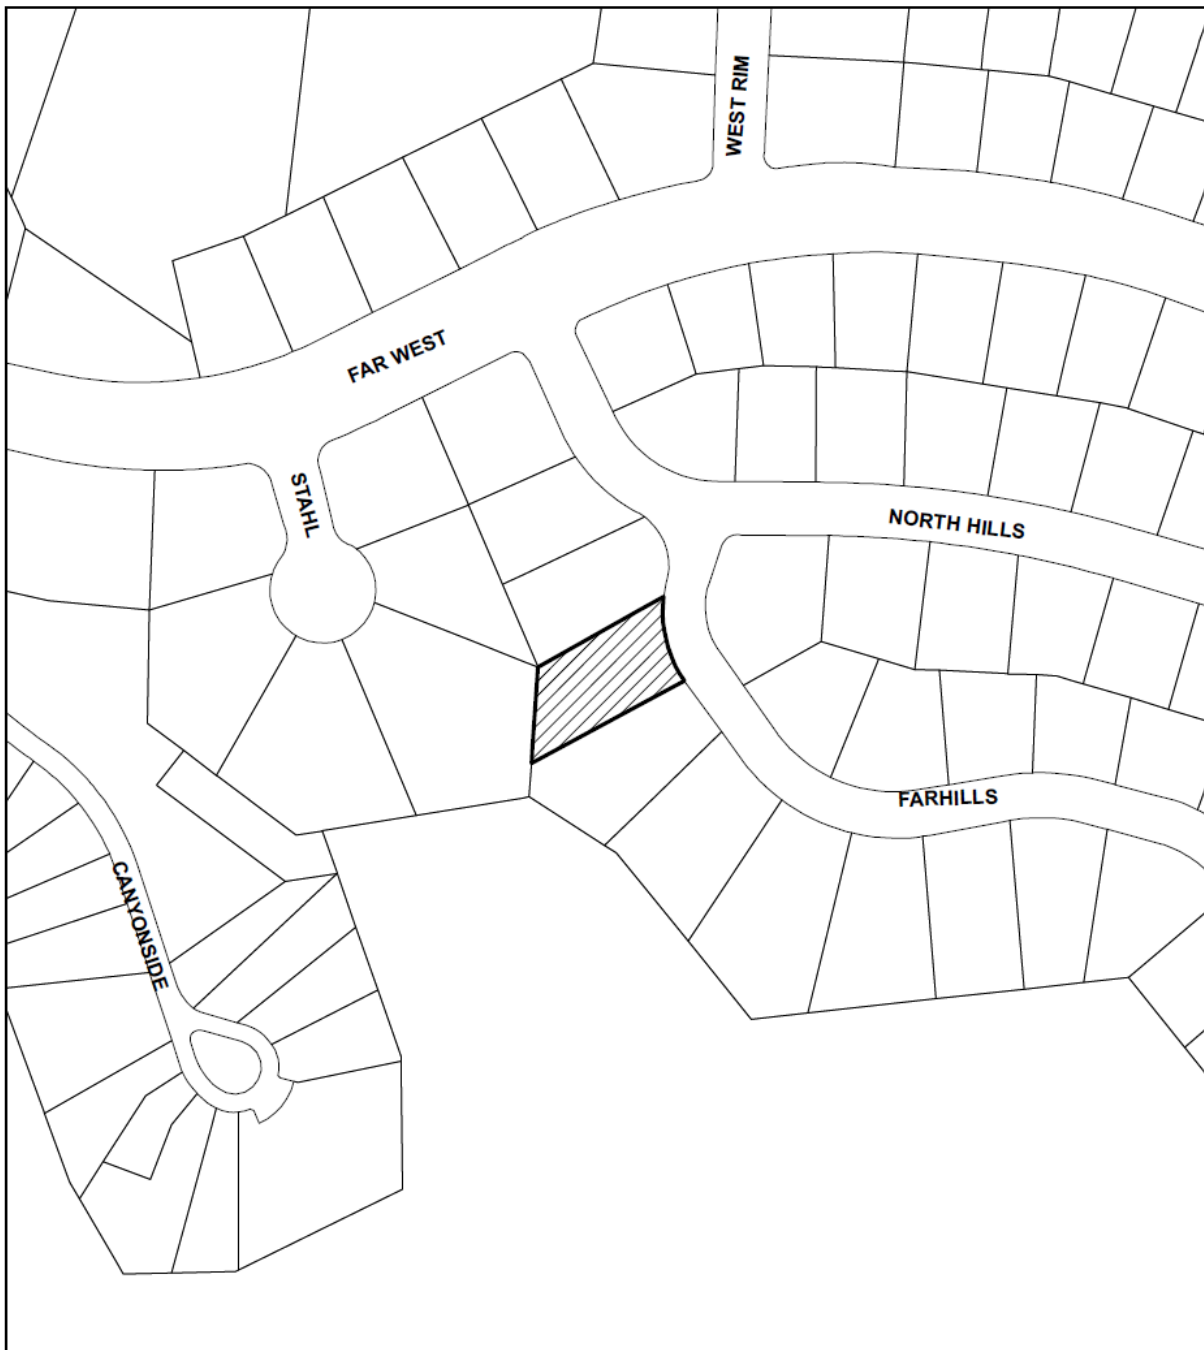 WEST RIM
FAR WEST
STAHL
NORTH HILLS
FARHILLS
CANYONSIDE